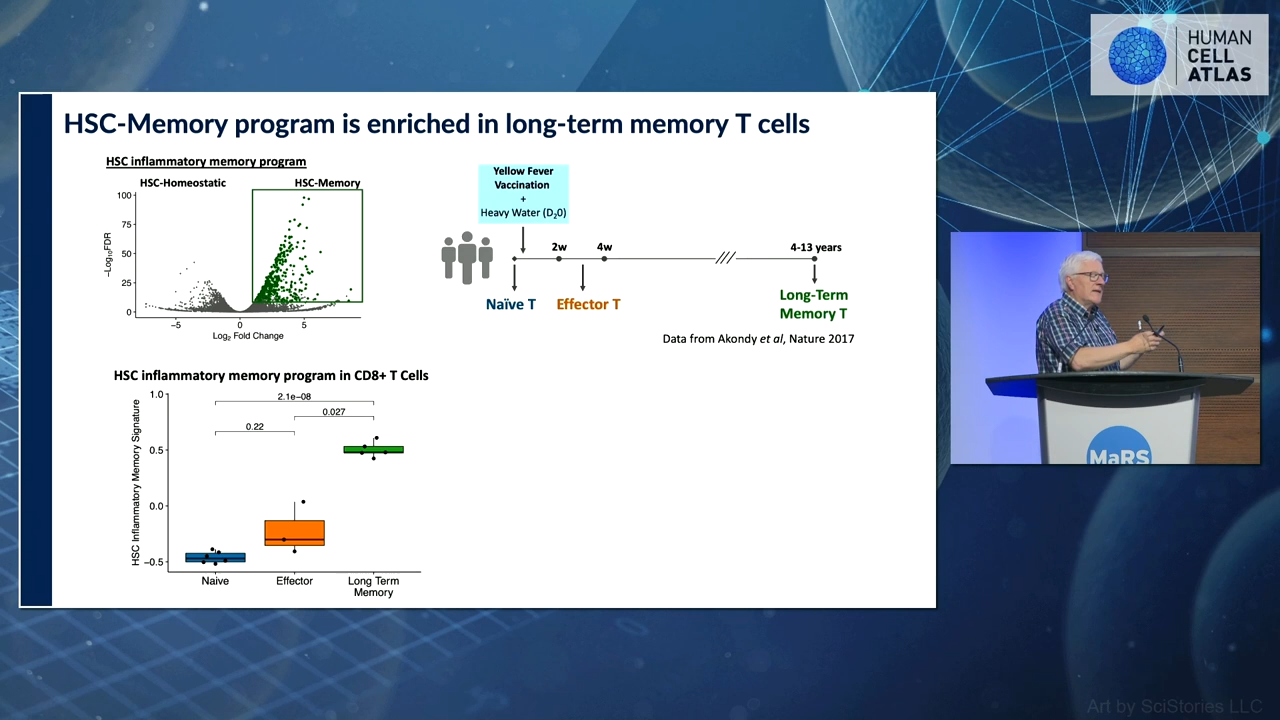 HUMAN
CELL
ATLAS
HSC-Memory program is enriched in long-term memory T cells
HSC inflammatory memory program
HSC-Homeostatic HSC-Memory
100
75
50
25
0
−Log₁₀FDR
−5 0 5
Log₂ Fold Change
Yellow Fever
Vaccination
+
Heavy Water (D₂0)
2w 4w 4-13 years
Naïve T Effector T Long-Term
Memory T
Data from Akondy et al, Nature 2017
HSC inflammatory memory program in CD8+ T Cells
HSC Inflammatory Memory Signature
1.0
0.5
0.0
−0.5
2.1e−08
0.027
0.22
Naive Effector Long Term
Memory
MaRS
Art by SciStories LLC